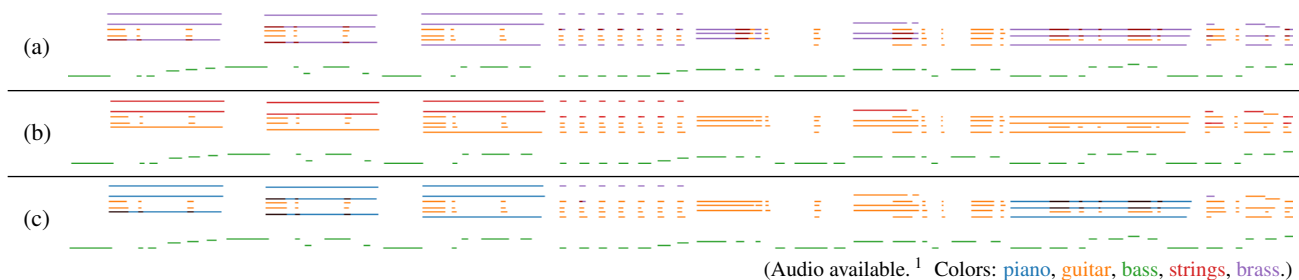 (a)
(b)
(c)
(Audio available. 1 Colors: piano, guitar, bass, strings, brass.)